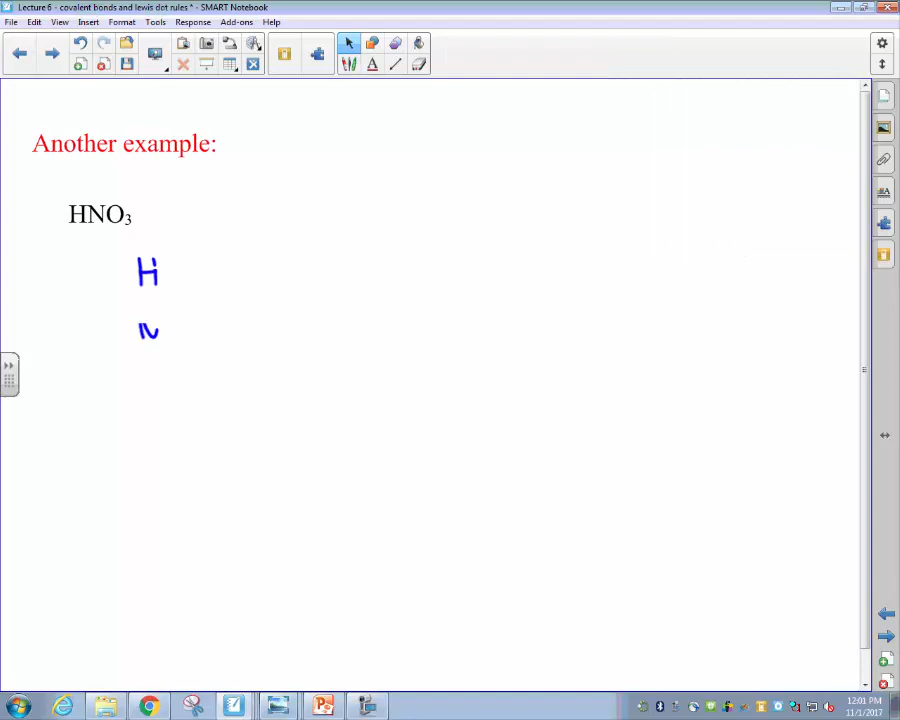 Lecture 6 - covalent bonds and lewis dot rules * - SMART Notebook
File Edit View Insert Format Tools Response Add-ons Help
Another example:
HNO₃
H
N
12:01 PM
11/1/2017